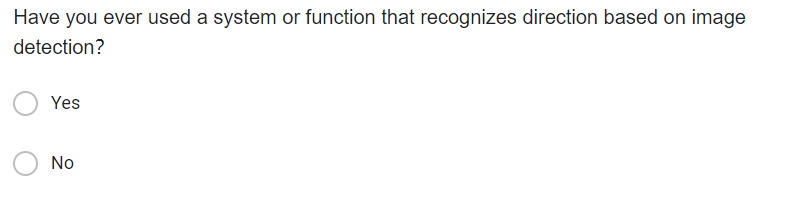 Have you ever used a system or function that recognizes direction based on image
detection?
Yes
No